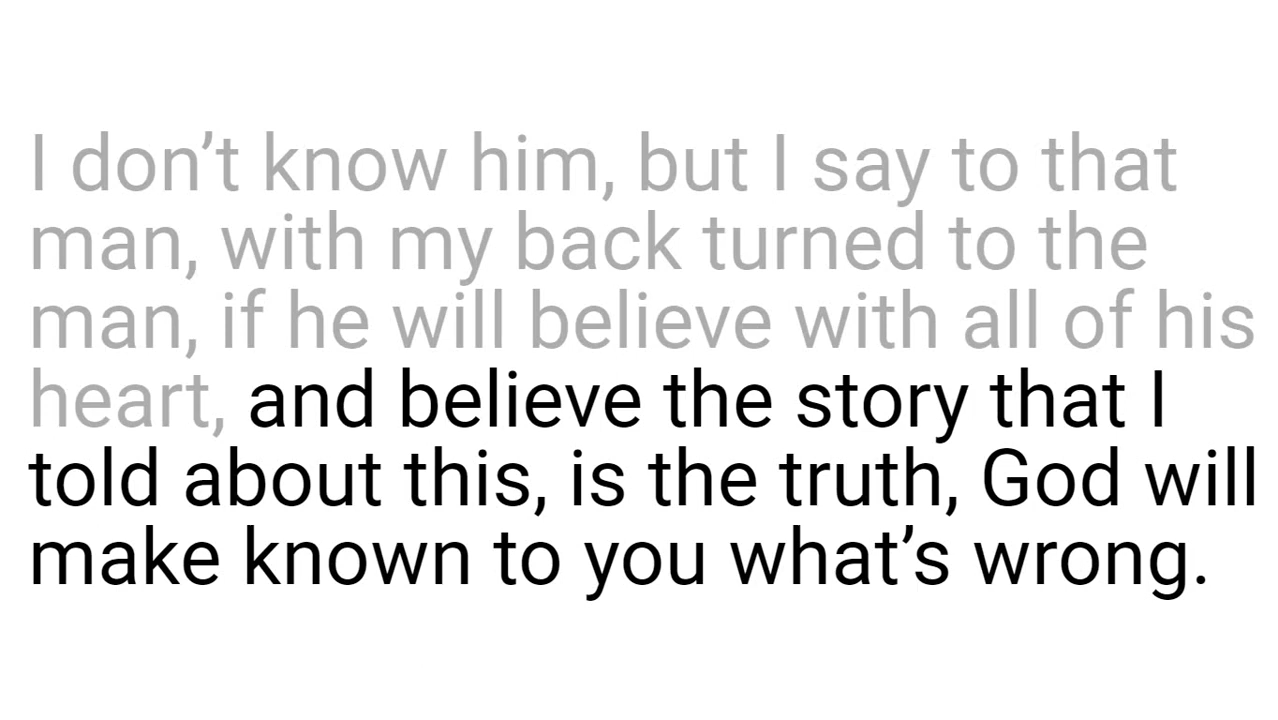 I don’t know him, but I say to that
man, with my back turned to the
man, if he will believe with all of his
heart, and believe the story that I
told about this, is the truth, God will
make known to you what’s wrong.